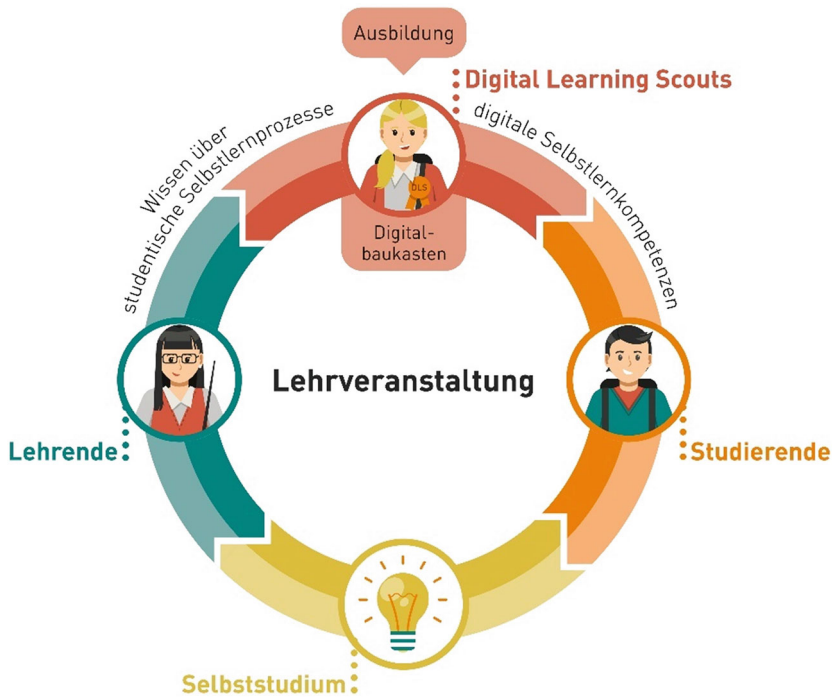 Ausbildung
Digital Learning Scouts
Wissen über
studentische Selbstlernprozesse
digitale Selbstlernkompetenzen
DLS
Digital-
baukasten
Lehrveranstaltung
Lehrende
Studierende
Selbststudium